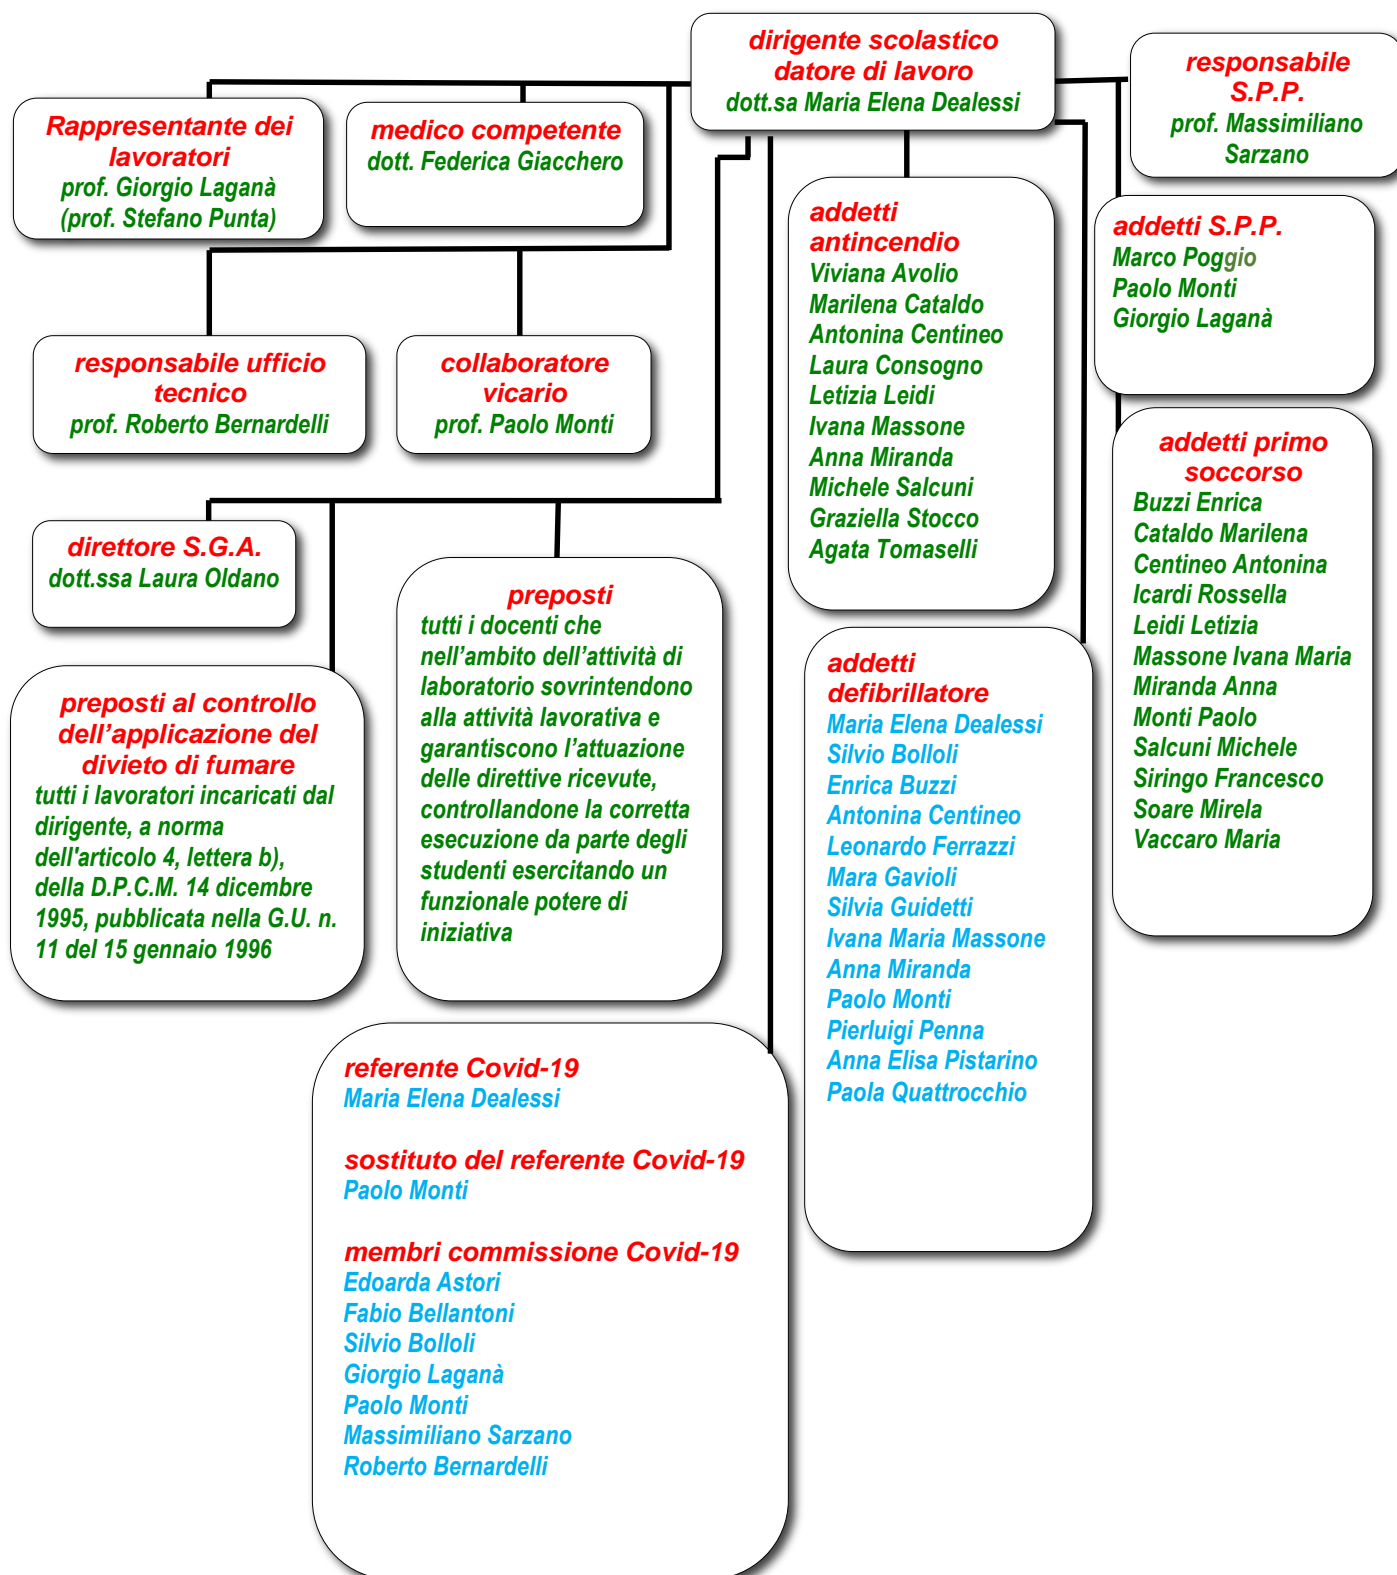 dirigente scolastico
datore di lavoro
dott.sa Maria Elena Dealessi
responsabile
S.P.P.
prof. Massimiliano
Sarzano
Rappresentante dei
lavoratori
prof. Giorgio Laganà
(prof. Stefano Punta)
medico competente
dott. Federica Giacchero
addetti
antincendio
Viviana Avolio
Marilena Cataldo
Antonina Centineo
Laura Consogno
Letizia Leidi
Ivana Massone
Anna Miranda
Michele Salcuni
Graziella Stocco
Agata Tomaselli
addetti S.P.P.
Marco Poggio
Paolo Monti
Giorgio Laganà
responsabile ufficio
tecnico
prof. Roberto Bernardelli
collaboratore
vicario
prof. Paolo Monti
addetti primo
soccorso
Buzzi Enrica
Cataldo Marilena
Centineo Antonina
Icardi Rossella
Leidi Letizia
Massone Ivana Maria
Miranda Anna
Monti Paolo
Salcuni Michele
Siringo Francesco
Soare Mirela
Vaccaro Maria
direttore S.G.A.
dott.ssa Laura Oldano
preposti
tutti i docenti che
nell’ambito dell’attività di
laboratorio sovrintendono
alla attività lavorativa e
garantiscono l’attuazione
delle direttive ricevute,
controllandone la corretta
esecuzione da parte degli
studenti esercitando un
funzionale potere di
iniziativa
preposti al controllo
dell’applicazione del
divieto di fumare
tutti i lavoratori incaricati dal
dirigente, a norma
dell'articolo 4, lettera b),
della D.P.C.M. 14 dicembre
1995, pubblicata nella G.U. n.
11 del 15 gennaio 1996
addetti
defibrillatore
Maria Elena Dealessi
Silvio Bolloli
Enrica Buzzi
Antonina Centineo
Leonardo Ferrazzi
Mara Gavioli
Silvia Guidetti
Ivana Maria Massone
Anna Miranda
Paolo Monti
Pierluigi Penna
Anna Elisa Pistarino
Paola Quattrocchio
referente Covid-19
Maria Elena Dealessi
sostituto del referente Covid-19
Paolo Monti
membri commissione Covid-19
Edoarda Astori
Fabio Bellantoni
Silvio Bolloli
Giorgio Laganà
Paolo Monti
Massimiliano Sarzano
Roberto Bernardelli